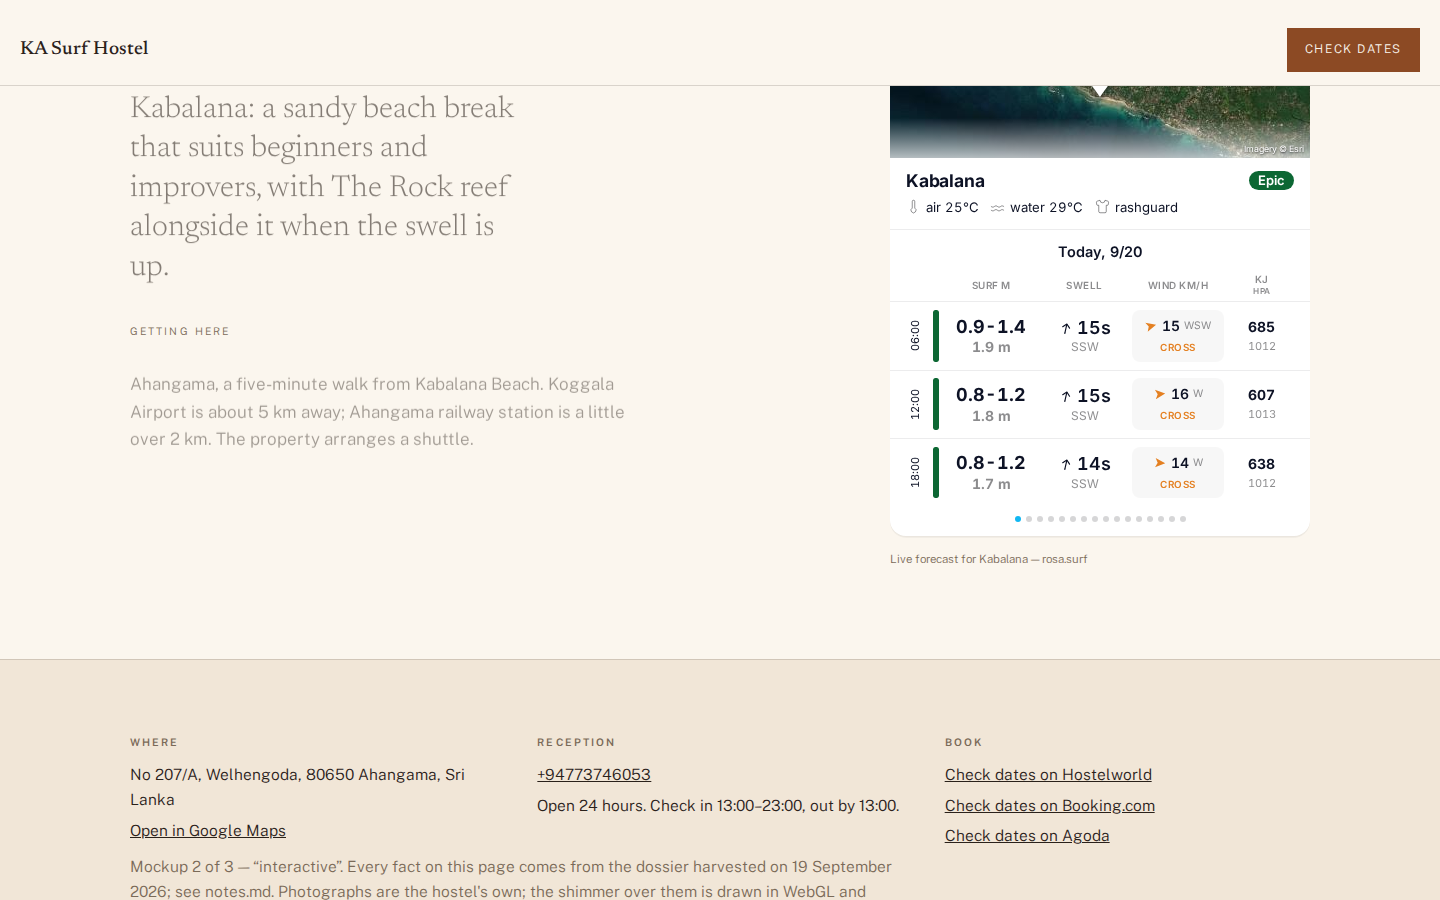 KA Surf Hostel
CHECK DATES
Kabalana: a sandy beach break
that suits beginners and
improvers, with The Rock reef
alongside it when the swell is
up.
GETTING HERE
Ahangama, a five-minute walk from Kabalana Beach. Koggala
Airport is about 5 km away; Ahangama railway station is a little
over 2 km. The property arranges a shuttle.
Imagery © Esri
Kabalana
Epic
air 25°C water 29°C rashguard
Today, 9/20
SURF M SWELL WIND KM/H KJ
HPA
06:00 0.9-1.4 15s 15 WSW 685
1.9 m SSW CROSS 1012
12:00 0.8-1.2 15s 16 W 607
1.8 m SSW CROSS 1013
18:00 0.8-1.2 14s 14 W 638
1.7 m SSW CROSS 1012
Live forecast for Kabalana — rosa.surf
WHERE
No 207/A, Welhengoda, 80650 Ahangama, Sri
Lanka
Open in Google Maps
RECEPTION
+94773746053
Open 24 hours. Check in 13:00–23:00, out by 13:00.
BOOK
Check dates on Hostelworld
Check dates on Booking.com
Check dates on Agoda
Mockup 2 of 3 — “interactive”. Every fact on this page comes from the dossier harvested on 19 September
2026; see notes.md. Photographs are the hostel's own; the shimmer over them is drawn in WebGL and